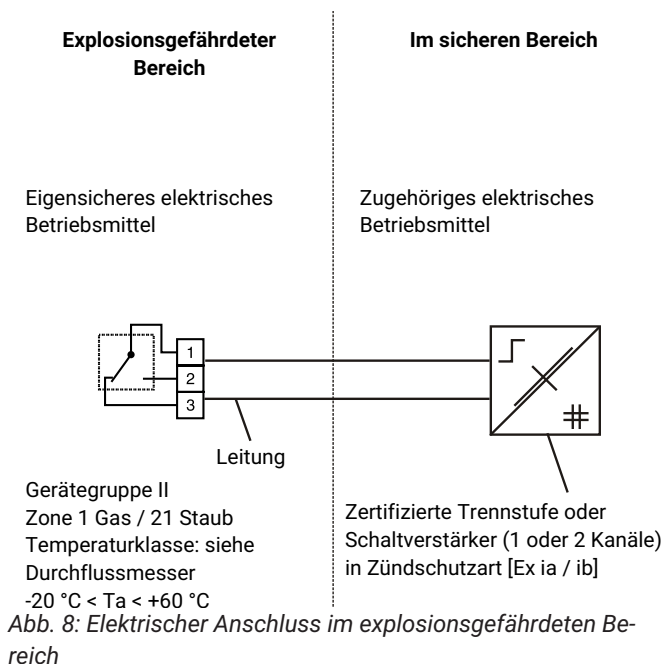 Explosionsgefährdeter
Bereich
Im sicheren Bereich
Eigensicheres elektrisches
Betriebsmittel
Zugehöriges elektrisches
Betriebsmittel
1
2
3
Leitung
Gerätegruppe II
Zone 1 Gas / 21 Staub
Temperaturklasse: siehe
Durchflussmesser
-20 °C < Ta < +60 °C
Zertifizierte Trennstufe oder
Schaltverstärker (1 oder 2 Kanäle)
in Zündschutzart [Ex ia / ib]
Abb. 8: Elektrischer Anschluss im explosionsgefährdeten Be-
reich